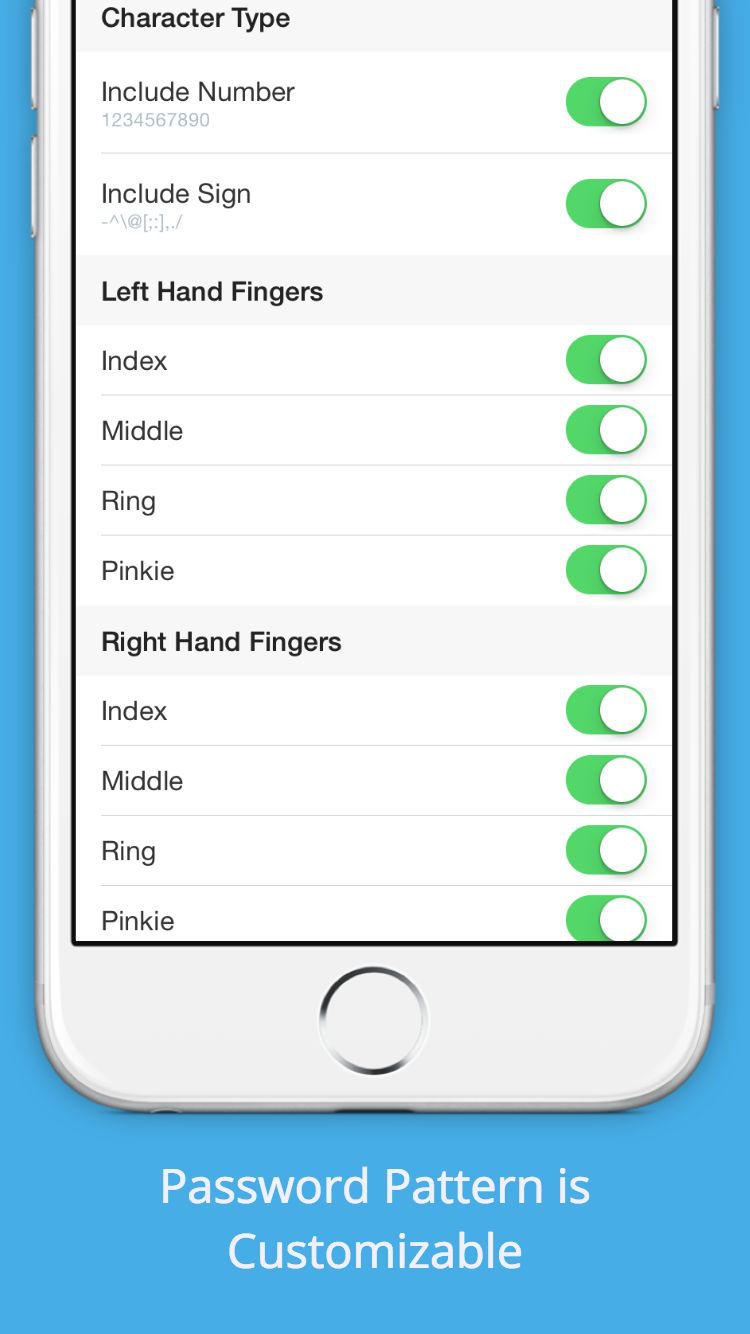 Character Type
Include Number
1234567890
Include Sign
-^\@[;:],./
Left Hand Fingers
Index
Middle
Ring
Pinkie
Right Hand Fingers
Index
Middle
Ring
Pinkie
Password Pattern is
Customizable